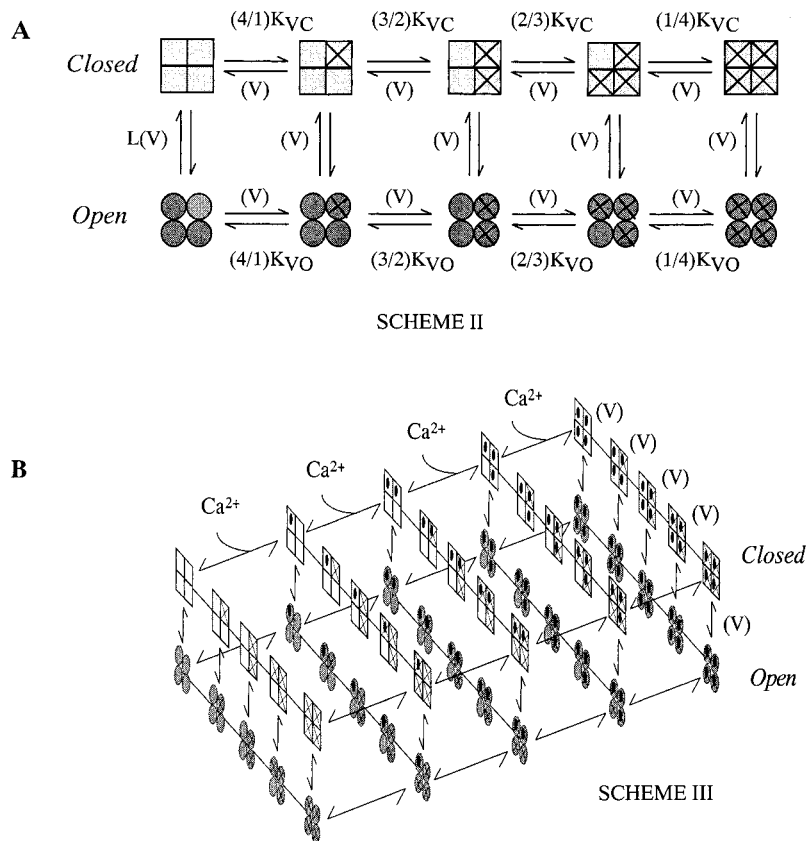 A
(4/1)K_VC (3/2)K_VC (2/3)K_VC (1/4)K_VC
Closed
(V) (V) (V) (V)
L(V) (V) (V) (V) (V)
Open
(V) (V) (V) (V)
(4/1)K_VO (3/2)K_VO (2/3)K_VO (1/4)K_VO
SCHEME II
B
Ca²⁺ (V)
Ca²⁺ (V)
Ca²⁺ (V)
Ca²⁺ (V)
Closed
(V)
Open
SCHEME III